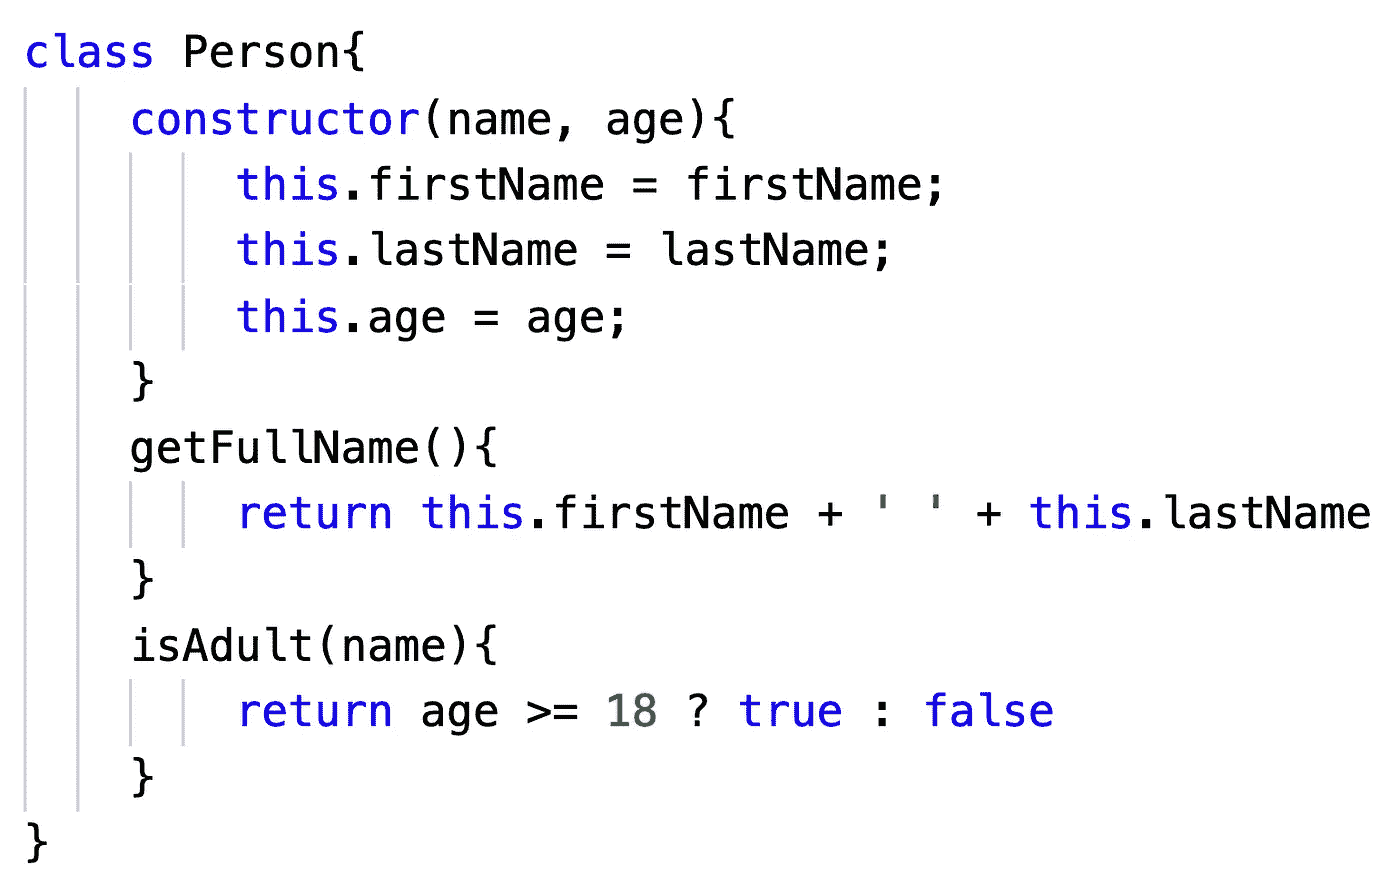 class Person{
    constructor(name, age){
        this.firstName = firstName;
        this.lastName = lastName;
        this.age = age;
    }
    getFullName(){
        return this.firstName + ' ' + this.lastName
    }
    isAdult(name){
        return age >= 18 ? true : false
    }
}